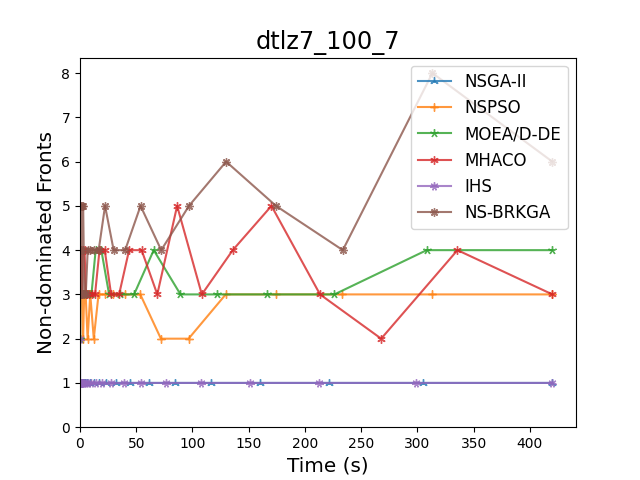 dtlz7_100_7
Non-dominated Fronts
8
7
6
5
4
3
2
1
0
0 50 100 150 200 250 300 350 400
Time (s)
NSGA-II
NSPSO
MOEA/D-DE
MHACO
IHS
NS-BRKGA